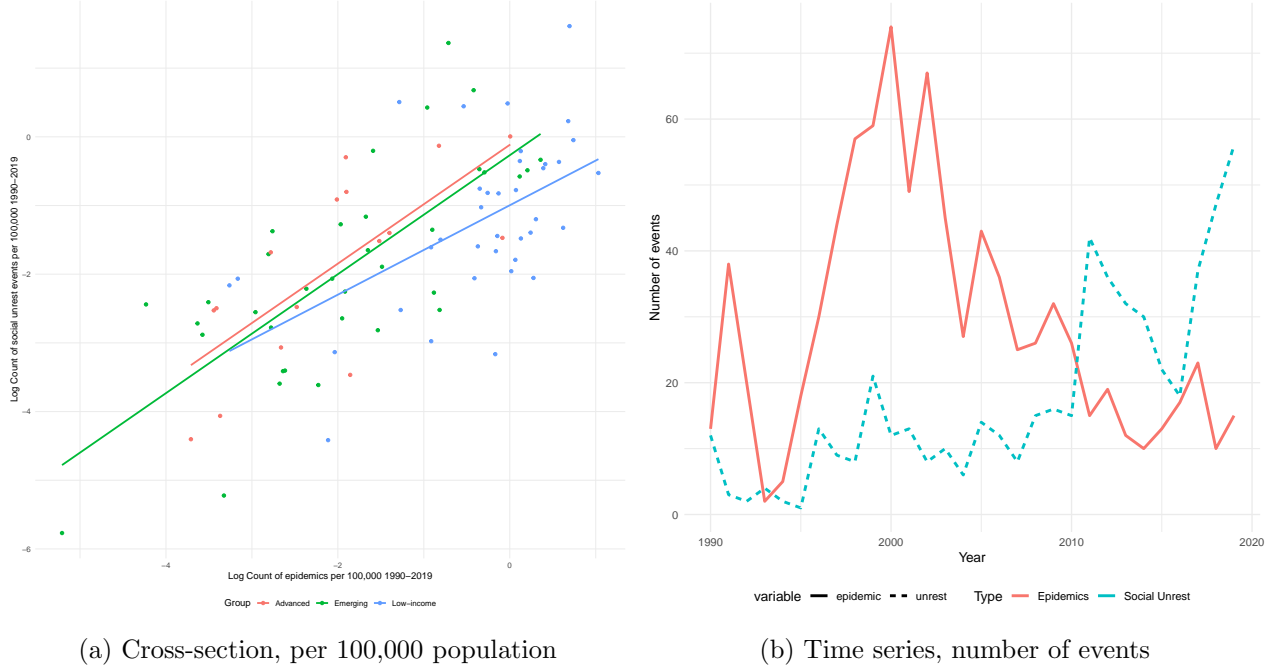 Log Count of social unrest events per 100,000 1990−2019
0
−2
−4
−6
−4
−2
0
Log Count of epidemics per 100,000 1990−2019
Group Advanced Emerging Low−income
(a) Cross-section, per 100,000 population
Number of events
60
40
20
0
1990
2000
2010
2020
Year
variable epidemic unrest Type Epidemics Social Unrest
(b) Time series, number of events